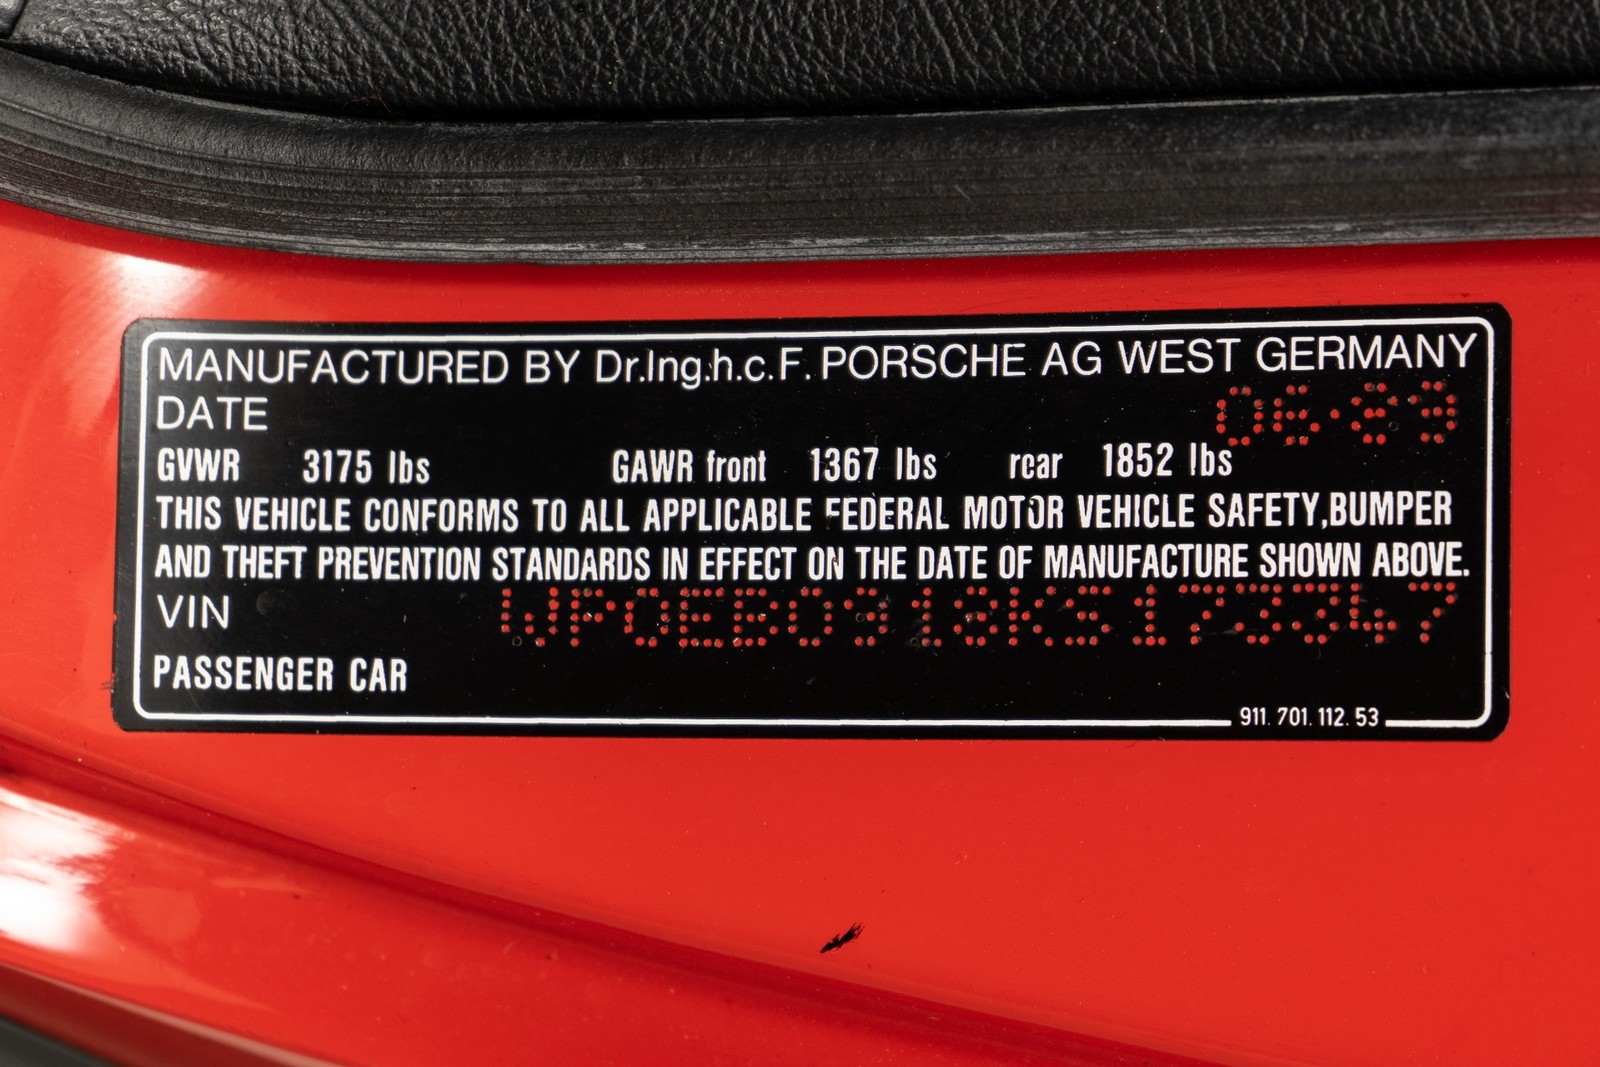 MANUFACTURED BY Dr.Ing.h.c.F. PORSCHE AG WEST GERMANY
DATE 06-89
GVWR 3175 lbs GAWR front 1367 lbs rear 1852 lbs
THIS VEHICLE CONFORMS TO ALL APPLICABLE FEDERAL MOTOR VEHICLE SAFETY,BUMPER
AND THEFT PREVENTION STANDARDS IN EFFECT ON THE DATE OF MANUFACTURE SHOWN ABOVE.
VIN WP0EB0918KS173347
PASSENGER CAR
911. 701. 112. 53